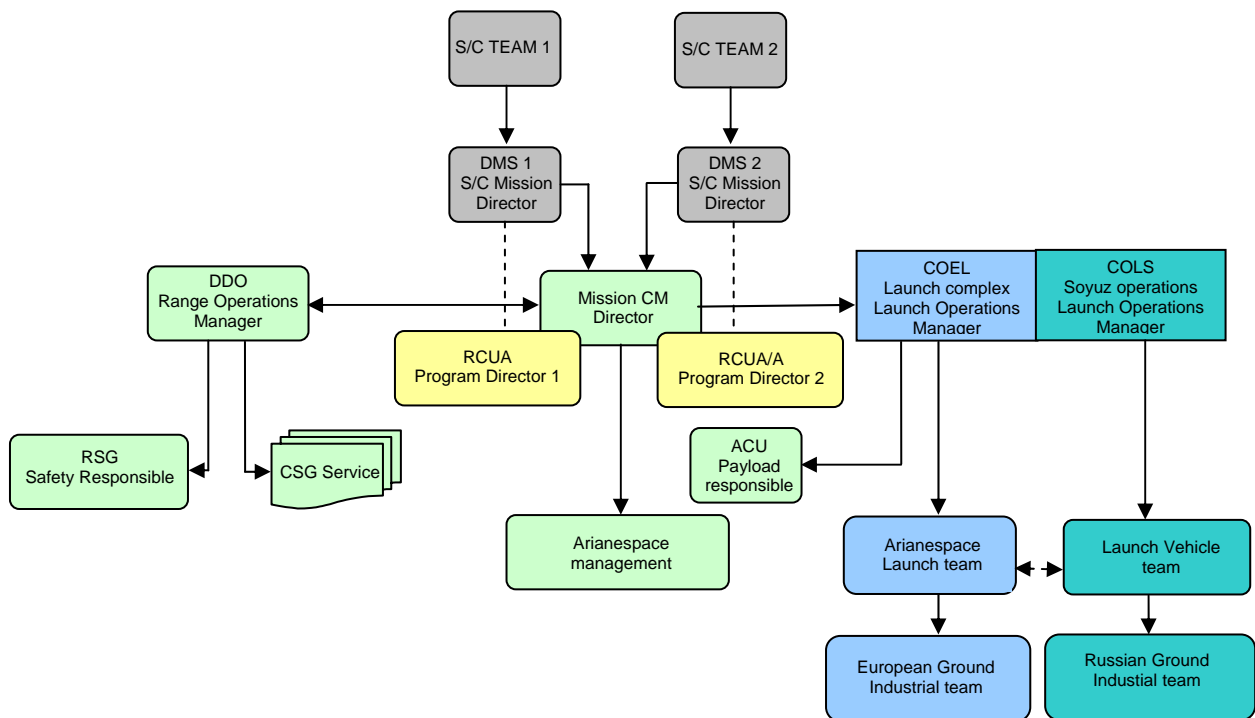 S/C TEAM 1
S/C TEAM 2
DMS 1
S/C Mission
Director
DMS 2
S/C Mission
Director
DDO
Range Operations
Manager
Mission CM
Director
COEL
Launch complex
Launch Operations
Manager
COLS
Soyuz operations
Launch Operations
Manager
RCUA
Program Director 1
RCUA/A
Program Director 2
RSG
Safety Responsible
CSG Service
ACU
Payload
responsible
Arianespace
management
Arianespace
Launch team
Launch Vehicle
team
European Ground
Industrial team
Russian Ground
Industial team